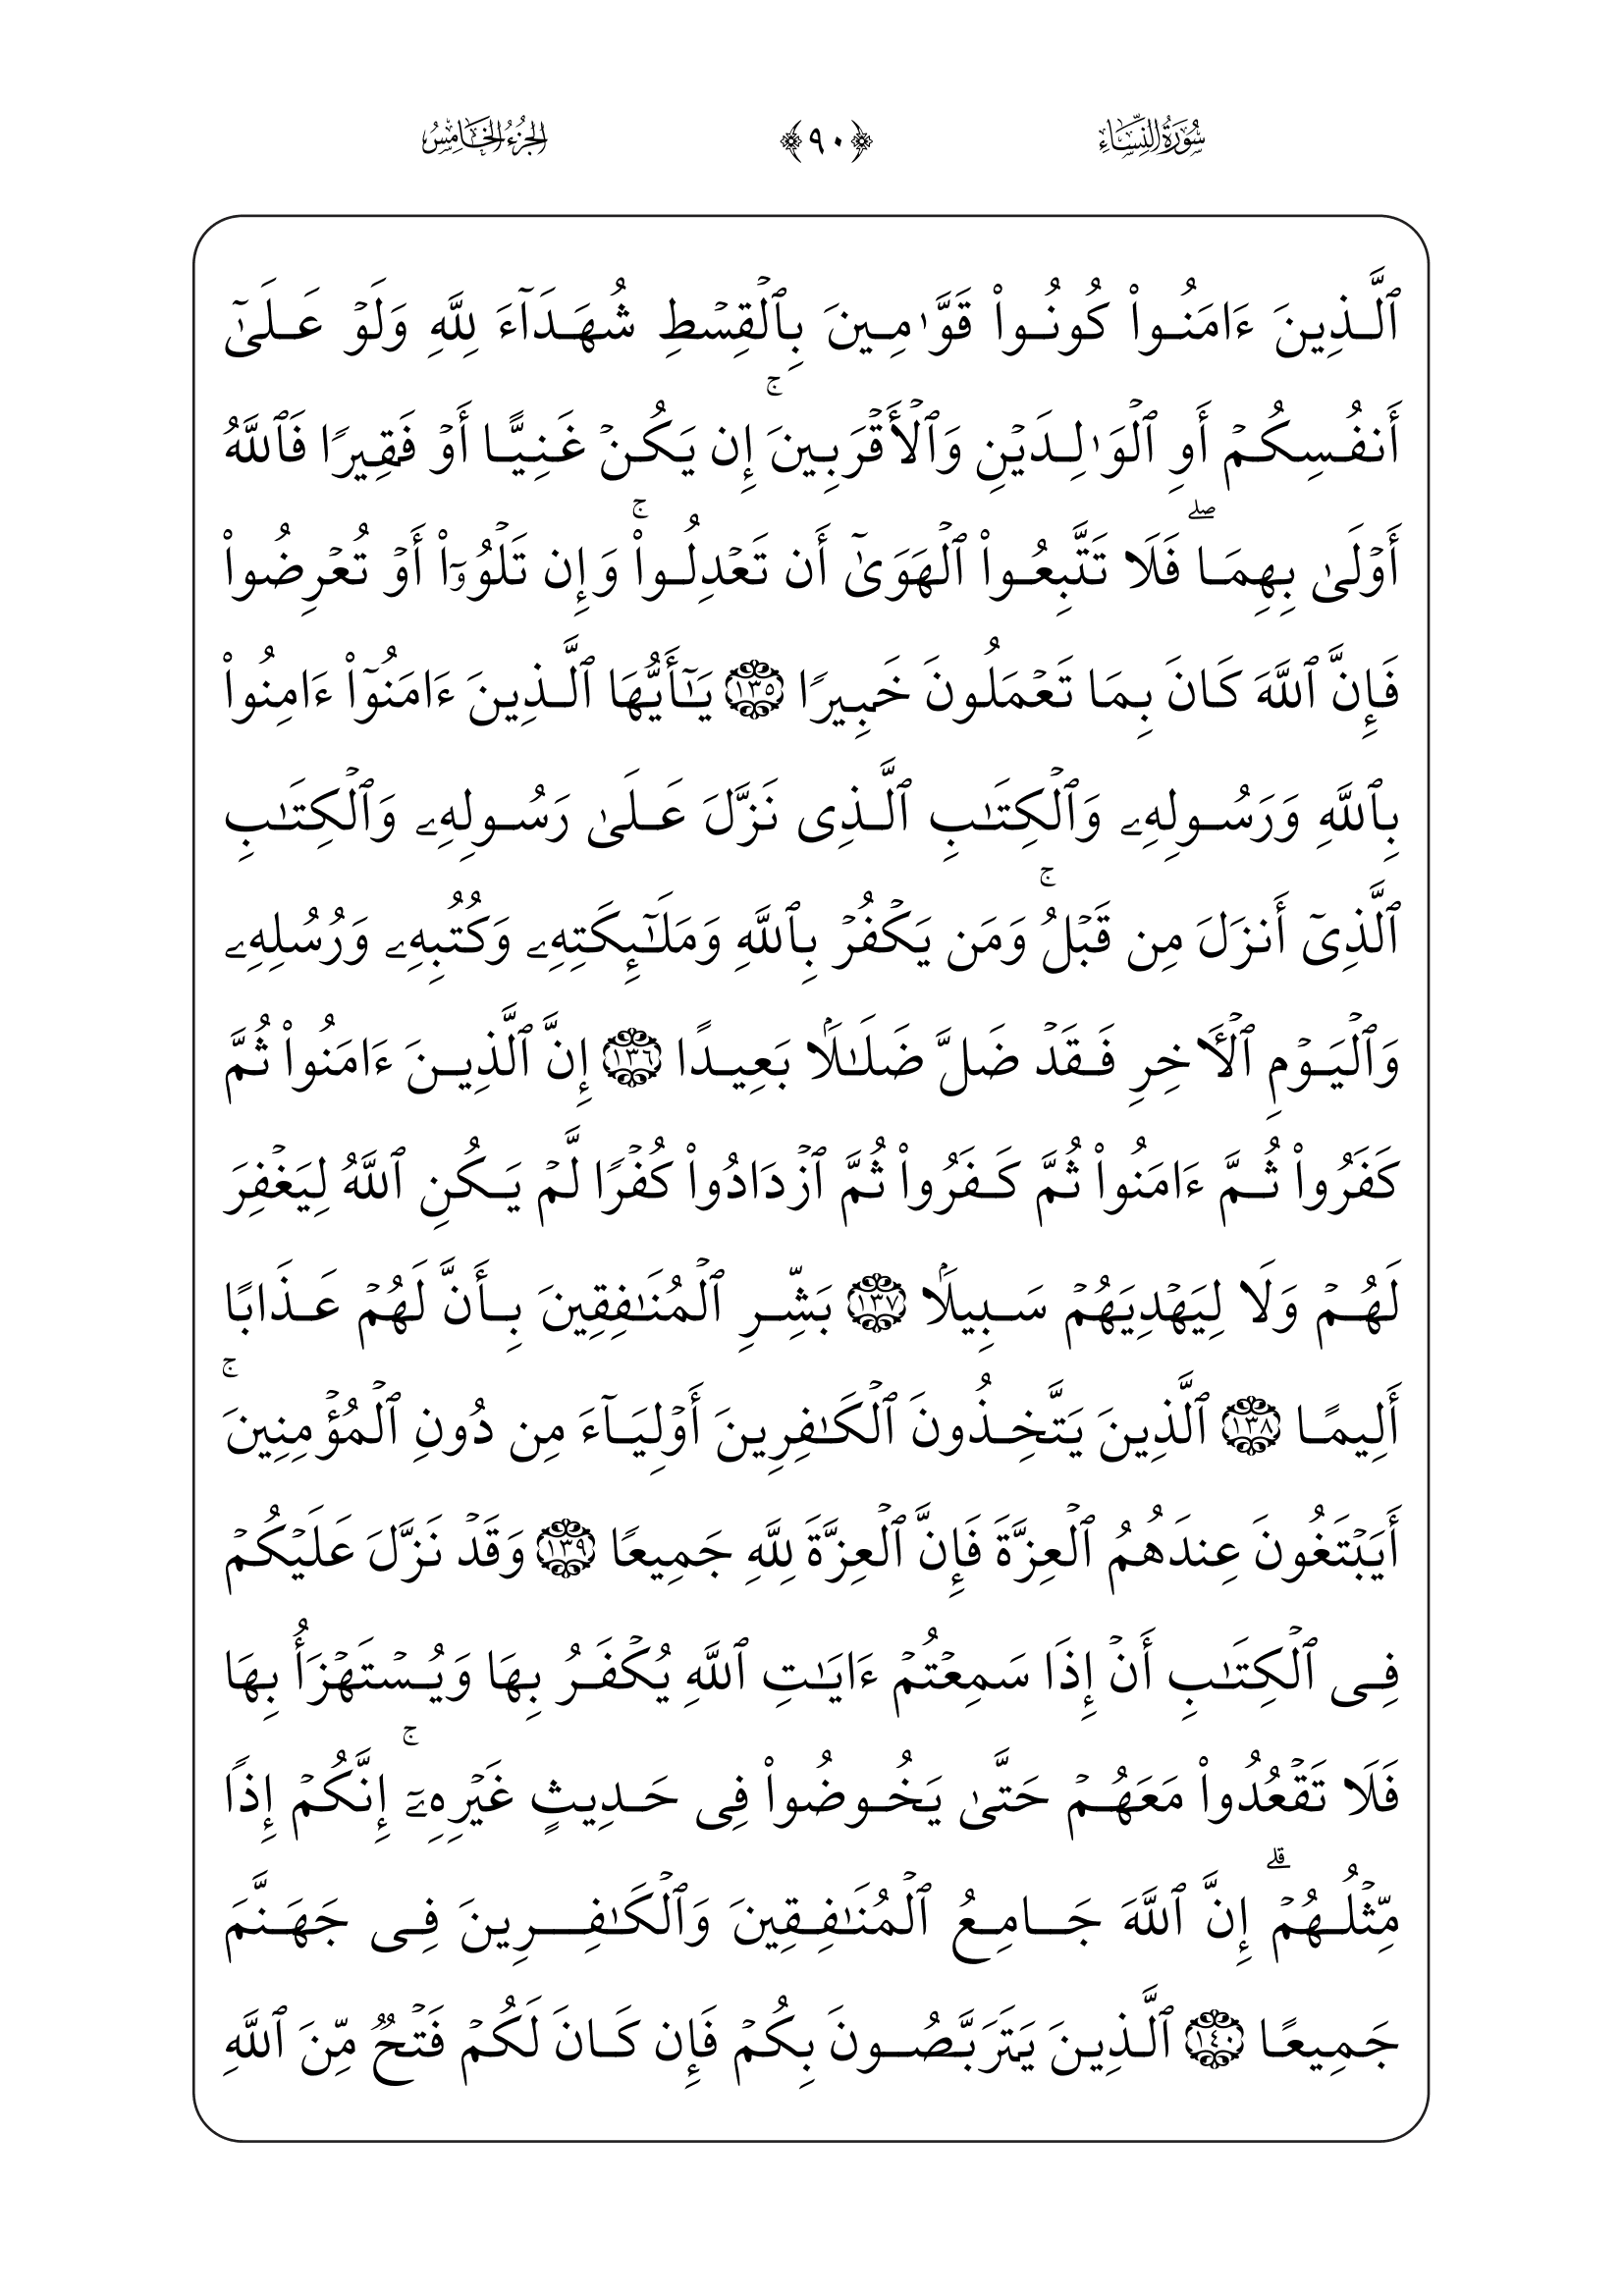 سُورَةُ النِّسَاءِ ﴿٩٠﴾ الجُزْءُ الخَامِسُ
ٱلَّذِينَ ءَامَنُوا۟ كُونُوا۟ قَوَّٰمِينَ بِٱلْقِسْطِ شُهَدَآءَ لِلَّهِ وَلَوْ عَلَىٰٓ
أَنفُسِكُمْ أَوِ ٱلْوَٰلِدَيْنِ وَٱلْأَقْرَبِينَ ۚ إِن يَكُنْ غَنِيًّا أَوْ فَقِيرًا فَٱللَّهُ
أَوْلَىٰ بِهِمَا ۖ فَلَا تَتَّبِعُوا۟ ٱلْهَوَىٰٓ أَن تَعْدِلُوا۟ ۚ وَإِن تَلْوُۥٓا۟ أَوْ تُعْرِضُوا۟
فَإِنَّ ٱللَّهَ كَانَ بِمَا تَعْمَلُونَ خَبِيرًا ١٣٥ يَٰٓأَيُّهَا ٱلَّذِينَ ءَامَنُوٓا۟ ءَامِنُوا۟
بِٱللَّهِ وَرَسُولِهِۦ وَٱلْكِتَٰبِ ٱلَّذِى نَزَّلَ عَلَىٰ رَسُولِهِۦ وَٱلْكِتَٰبِ
ٱلَّذِىٓ أَنزَلَ مِن قَبْلُ ۚ وَمَن يَكْفُرْ بِٱللَّهِ وَمَلَٰٓئِكَتِهِۦ وَكُتُبِهِۦ وَرُسُلِهِۦ
وَٱلْيَوْمِ ٱلْـَٔاخِرِ فَقَدْ ضَلَّ ضَلَٰلًۢا بَعِيدًا ١٣٦ إِنَّ ٱلَّذِينَ ءَامَنُوا۟ ثُمَّ
كَفَرُوا۟ ثُمَّ ءَامَنُوا۟ ثُمَّ كَفَرُوا۟ ثُمَّ ٱزْدَادُوا۟ كُفْرًا لَّمْ يَكُنِ ٱللَّهُ لِيَغْفِرَ
لَهُمْ وَلَا لِيَهْدِيَهُمْ سَبِيلًۢا ١٣٧ بَشِّرِ ٱلْمُنَٰفِقِينَ بِأَنَّ لَهُمْ عَذَابًا
أَلِيمًا ١٣٨ ٱلَّذِينَ يَتَّخِذُونَ ٱلْكَٰفِرِينَ أَوْلِيَآءَ مِن دُونِ ٱلْمُؤْمِنِينَ ۚ
أَيَبْتَغُونَ عِندَهُمُ ٱلْعِزَّةَ فَإِنَّ ٱلْعِزَّةَ لِلَّهِ جَمِيعًا ١٣٩ وَقَدْ نَزَّلَ عَلَيْكُمْ
فِى ٱلْكِتَٰبِ أَنْ إِذَا سَمِعْتُمْ ءَايَٰتِ ٱللَّهِ يُكْفَرُ بِهَا وَيُسْتَهْزَأُ بِهَا
فَلَا تَقْعُدُوا۟ مَعَهُمْ حَتَّىٰ يَخُوضُوا۟ فِى حَدِيثٍ غَيْرِهِۦٓ ۚ إِنَّكُمْ إِذًا
مِّثْلُهُمْ ۗ إِنَّ ٱللَّهَ جَامِعُ ٱلْمُنَٰفِقِينَ وَٱلْكَٰفِرِينَ فِى جَهَنَّمَ
جَمِيعًا ١٤٠ ٱلَّذِينَ يَتَرَبَّصُونَ بِكُمْ فَإِن كَانَ لَكُمْ فَتْحٌ مِّنَ ٱللَّهِ